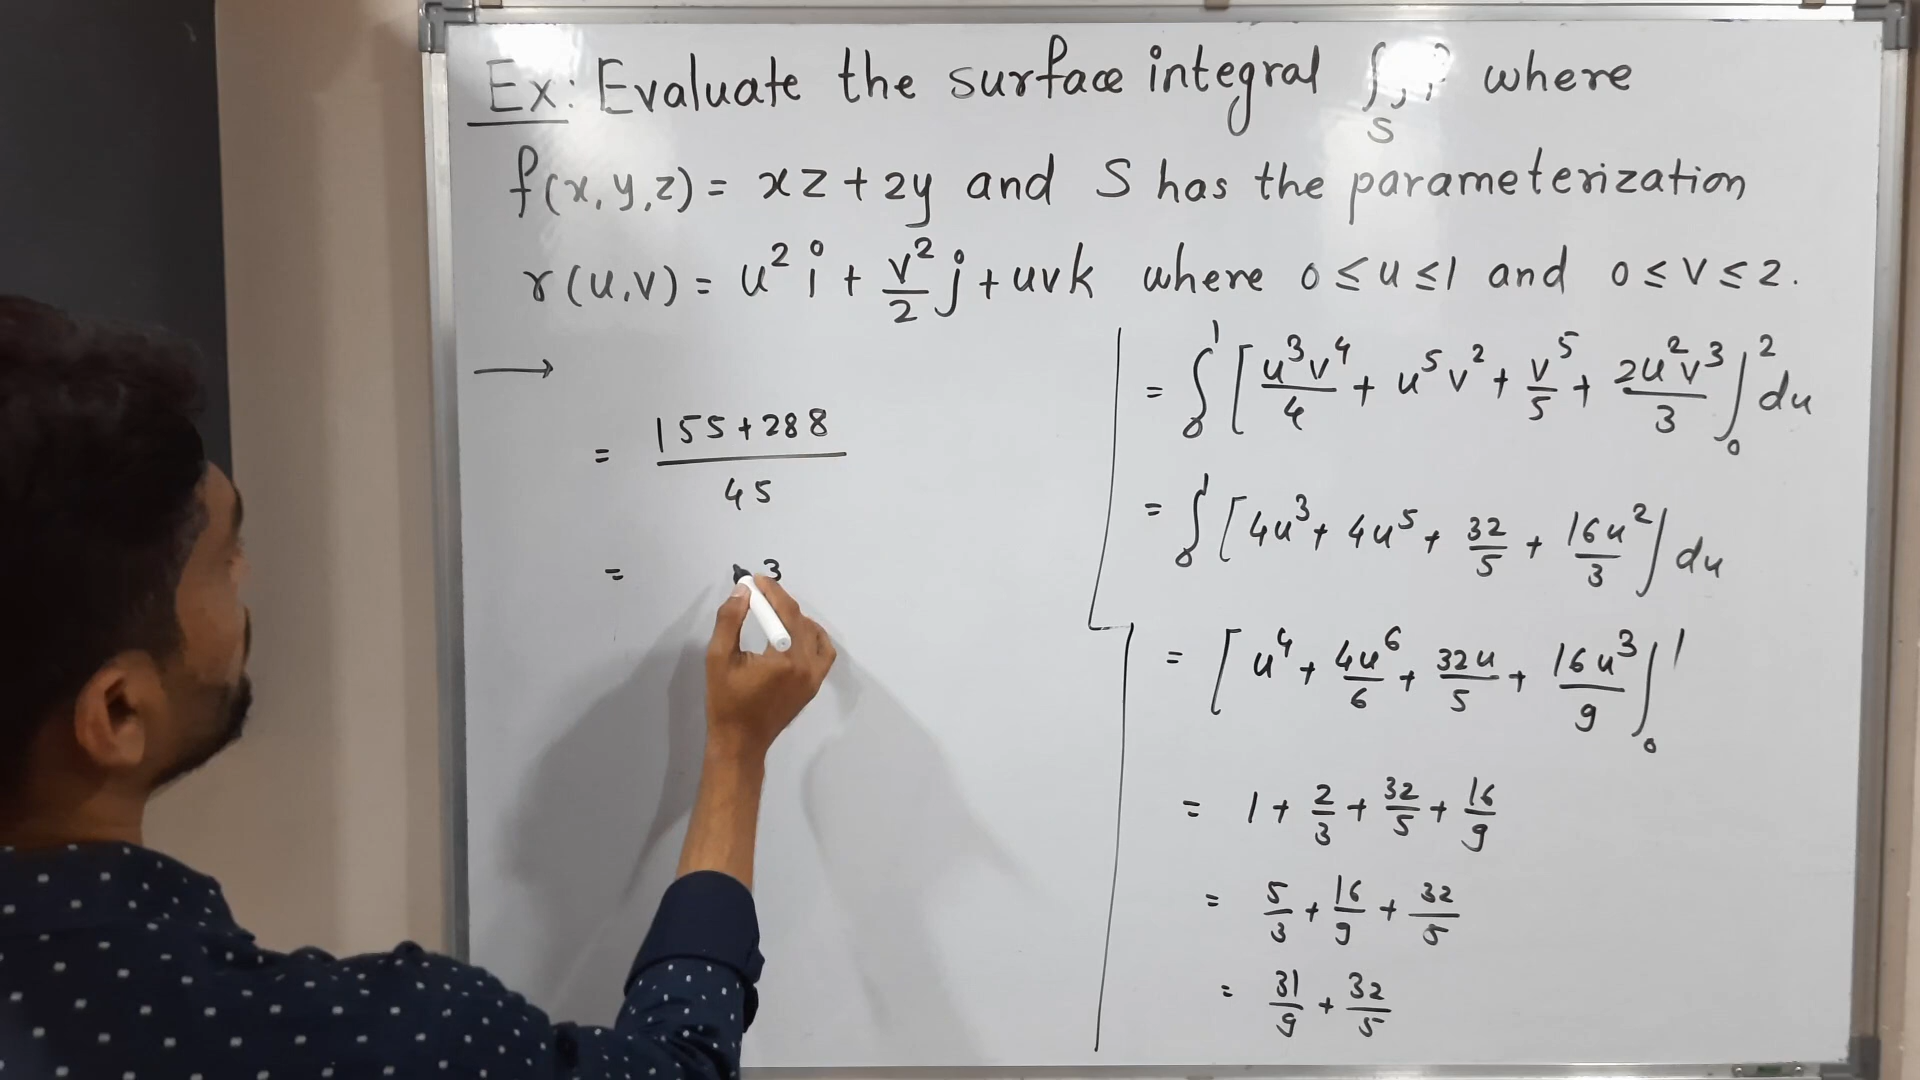 Ex: Evaluate the surface integral ∫ where
S
f(x,y,z) = xz + 2y and S has the parameterization
r(u,v) = u² i + v²/2 j + uvk where 0 ≤ u ≤ 1 and 0 ≤ v ≤ 2.
→
= (155+288)/45
= 3
= ∫₀¹ [u³v⁴/4 + u⁵v² + v⁵/5 + 2u²v³/3]₀² du
= ∫₀¹ [4u³ + 4u⁵ + 32/5 + 16u²/3] du
= [u⁴ + 4u⁶/6 + 32u/5 + 16u³/9]₀¹
= 1 + 2/3 + 32/5 + 16/9
= 5/3 + 16/9 + 32/5
= 31/9 + 32/5